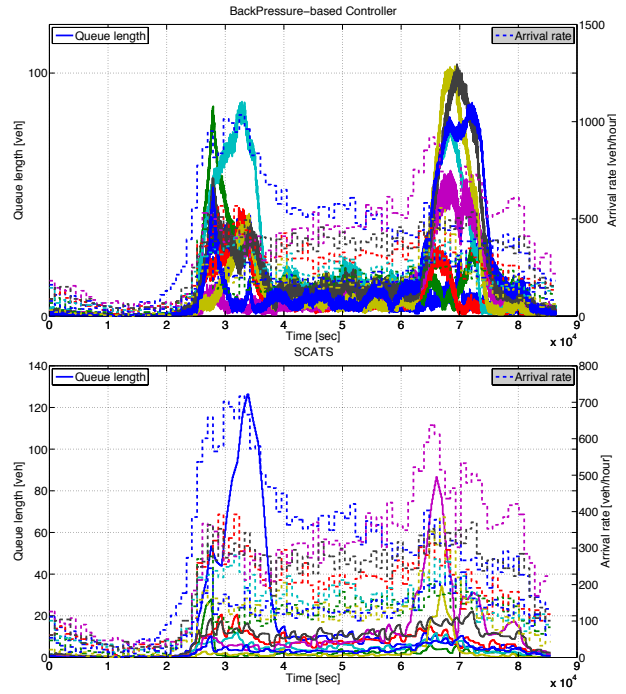 BackPressure-based Controller
Queue length
Arrival rate
1500
1000
500
0
100
0
Queue length [veh]
Arrival rate [veh/hour]
0 1 2 3 4 5 6 7 8 9
Time [sec]
x 10^4
SCATS
Queue length
Arrival rate
140
120
100
80
60
40
20
0
800
700
600
500
400
300
200
100
0
Queue length [veh]
Arrival rate [veh/hour]
0 1 2 3 4 5 6 7 8 9
Time [sec]
x 10^4